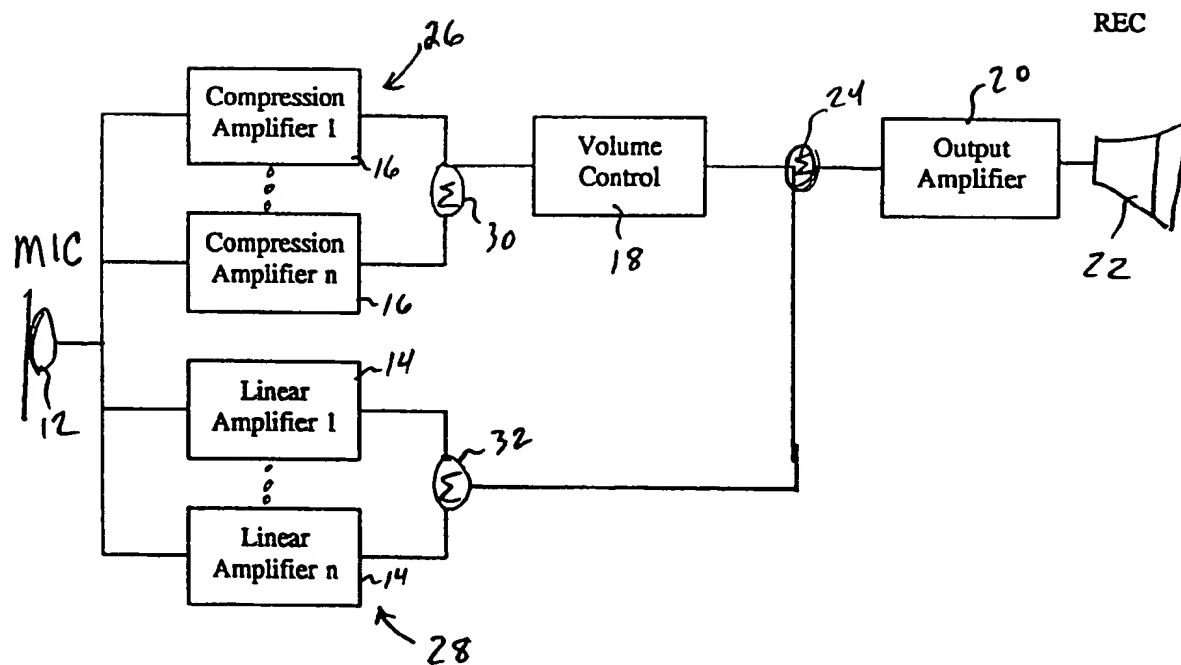 REC
26
Compression
Amplifier 1
16
Σ
30
Volume
Control
18
24
Σ
20
Output
Amplifier
22
Compression
Amplifier n
16
MIC
12
14
Linear
Amplifier 1
32
Σ
Linear
Amplifier n
14
28